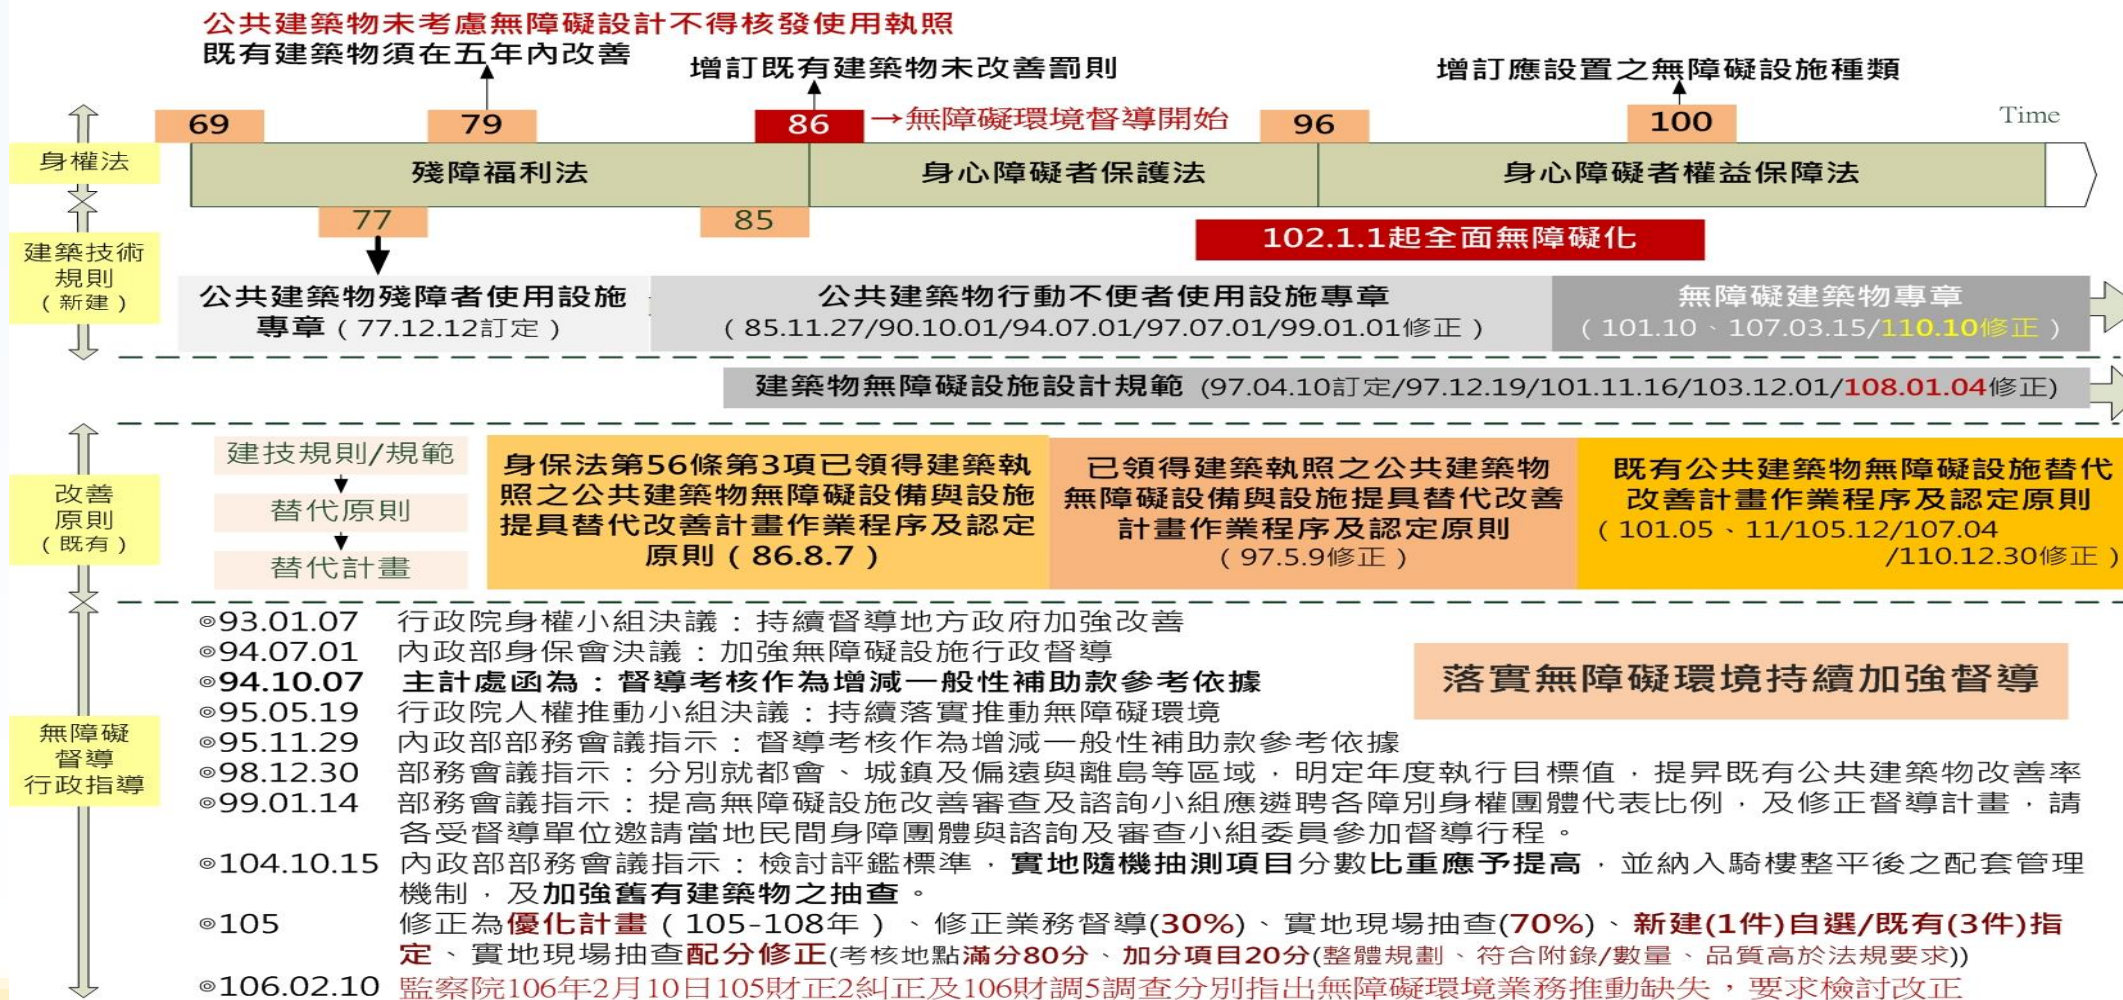 公共建築物未考慮無障礙設計不得核發使用執照
既有建築物須在五年內改善
增訂既有建築物未改善罰則
增訂應設置之無障礙設施種類
69
79
86
→無障礙環境督導開始
96
100
Time
身權法
殘障福利法
身心障礙者保護法
身心障礙者權益保障法
77
85
102.1.1起全面無障礙化
建築技術
規則
(新建)
公共建築物殘障者使用設施
專章(77.12.12訂定)
公共建築物行動不便者使用設施專章
(85.11.27/90.10.01/94.07.01/97.07.01/99.01.01修正)
無障礙建築物專章
(101.10、107.03.15/110.10修正)
建築物無障礙設施設計規範 (97.04.10訂定/97.12.19/101.11.16/103.12.01/108.01.04修正)
改善
原則
(既有)
建技規則/規範
替代原則
替代計畫
身保法第56條第3項已領得建築執
照之公共建築物無障礙設備與設施
提具替代改善計畫作業程序及認定
原則(86.8.7)
已領得建築執照之公共建築物
無障礙設備與設施提具替代改善
計畫作業程序及認定原則
(97.5.9修正)
既有公共建築物無障礙設施替代
改善計畫作業程序及認定原則
(101.05、11/105.12/107.04
/110.12.30修正)
無障礙
督導
行政指導
◎93.01.07 行政院身權小組決議:持續督導地方政府加強改善
◎94.07.01 內政部身保會決議:加強無障礙設施行政督導
◎94.10.07 主計處函為:督導考核作為增減一般性補助款參考依據
◎95.05.19 行政院人權推動小組決議:持續落實推動無障礙環境
◎95.11.29 內政部部務會議指示:督導考核作為增減一般性補助款參考依據
◎98.12.30 部務會議指示:分別就都會、城鎮及偏遠與離島等區域,明定年度執行目標值,提昇既有公共建築物改善率
◎99.01.14 部務會議指示:提高無障礙設施改善審查及諮詢小組應遴聘各障別身權團體代表比例,及修正督導計畫,請
各受督導單位邀請當地民間身障團體與諮詢及審查小組委員參加督導行程。
◎104.10.15 內政部部務會議指示:檢討評鑑標準,實地隨機抽測項目分數比重應予提高,並納入騎樓整平後之配套管理
機制,及加強舊有建築物之抽查。
◎105 修正為優化計畫(105-108年)、修正業務督導(30%)、實地現場抽查(70%)、新建(1件)自選/既有(3件)指
定、實地現場抽查配分修正(考核地點滿分80分、加分項目20分(整體規劃、符合附錄/數量、品質高於法規要求))
◎106.02.10 監察院106年2月10日105財正2糾正及106財調5調查分別指出無障礙環境業務推動缺失,要求檢討改正
落實無障礙環境持續加強督導